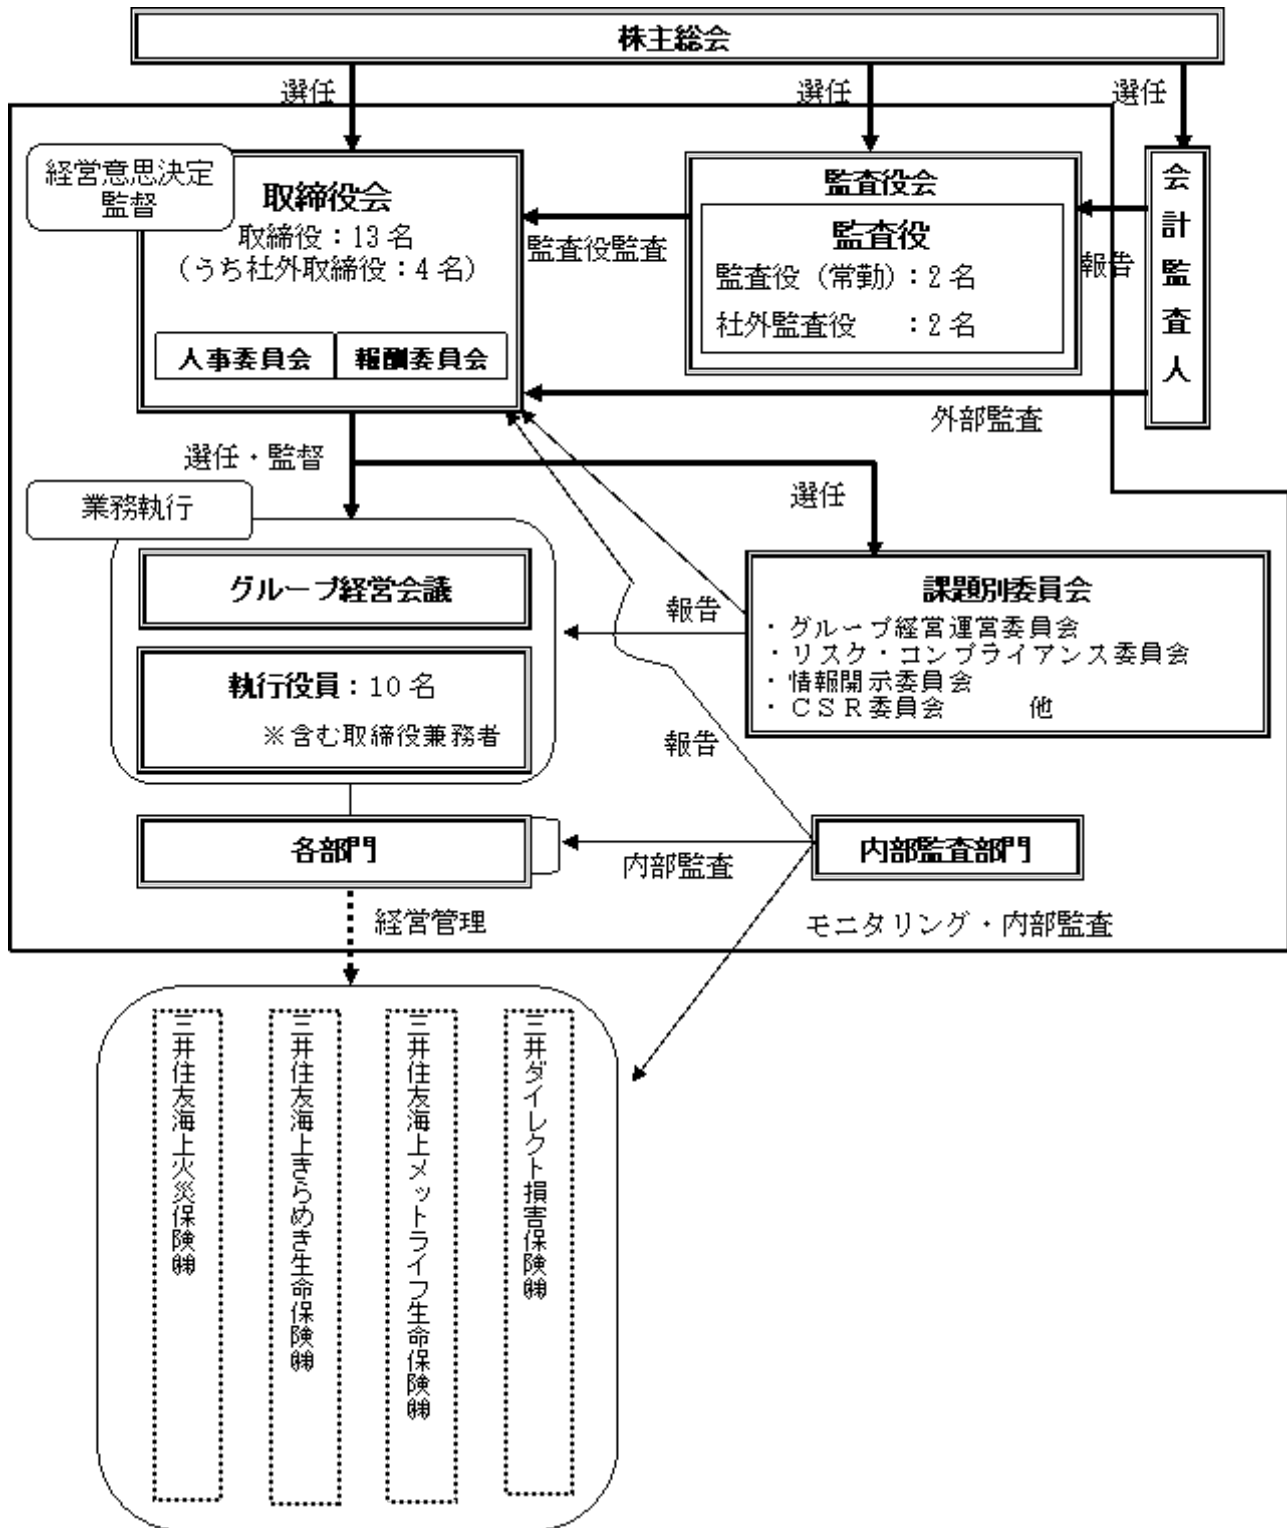 株主総会
選任
選任
選任
経営意思決定
監督
取締役会
取締役：13名
（うち社外取締役：4名）
人事委員会
報酬委員会
監査役監査
監査役会
監査役
監査役（常勤）：2名
社外監査役　　：2名
報告
会計監査人
外部監査
選任・監督
選任
業務執行
グループ経営会議
執行役員：10名
※含む取締役兼務者
報告
課題別委員会
・グループ経営運営委員会
・リスク・コンプライアンス委員会
・情報開示委員会
・ＣＳＲ委員会　　　他
報告
各部門
内部監査
内部監査部門
経営管理
モニタリング・内部監査
三井住友海上火災保険㈱
三井住友海上きらめき生命保険㈱
三井住友海上メットライフ生命保険㈱
三井ダイレクト損害保険㈱